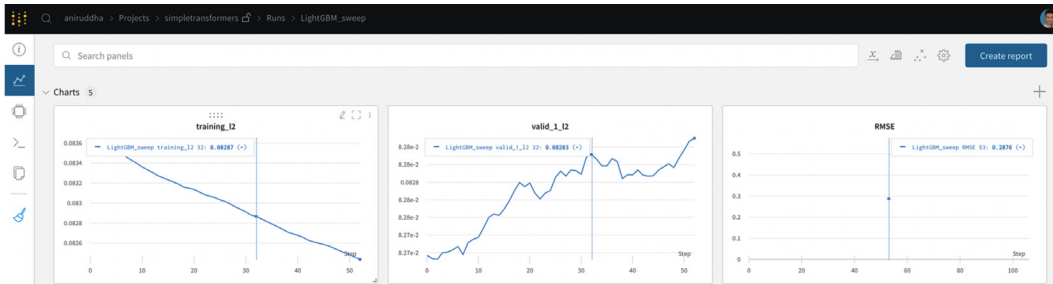 aniruddha > Projects > simpletransformers > Runs > LightGBM_sweep
Search panels
Create report
Charts 5
training_l2
0.0836
LightGBM_sweep training_l2 32: 0.08287 (-)
0.0834
0.0832
0.083
0.0828
0.0826
Step
0 10 20 30 40 50
valid_1_l2
8.28e-2
LightGBM_sweep valid_1_l2 32: 0.08283 (-)
8.28e-2
0.0828
8.28e-2
8.27e-2
8.27e-2
Step
0 10 20 30 40 50
RMSE
LightGBM_sweep RMSE 53: 0.2878 (-)
0.5
0.4
0.3
0.2
0.1
0
Step
0 20 40 60 80 100